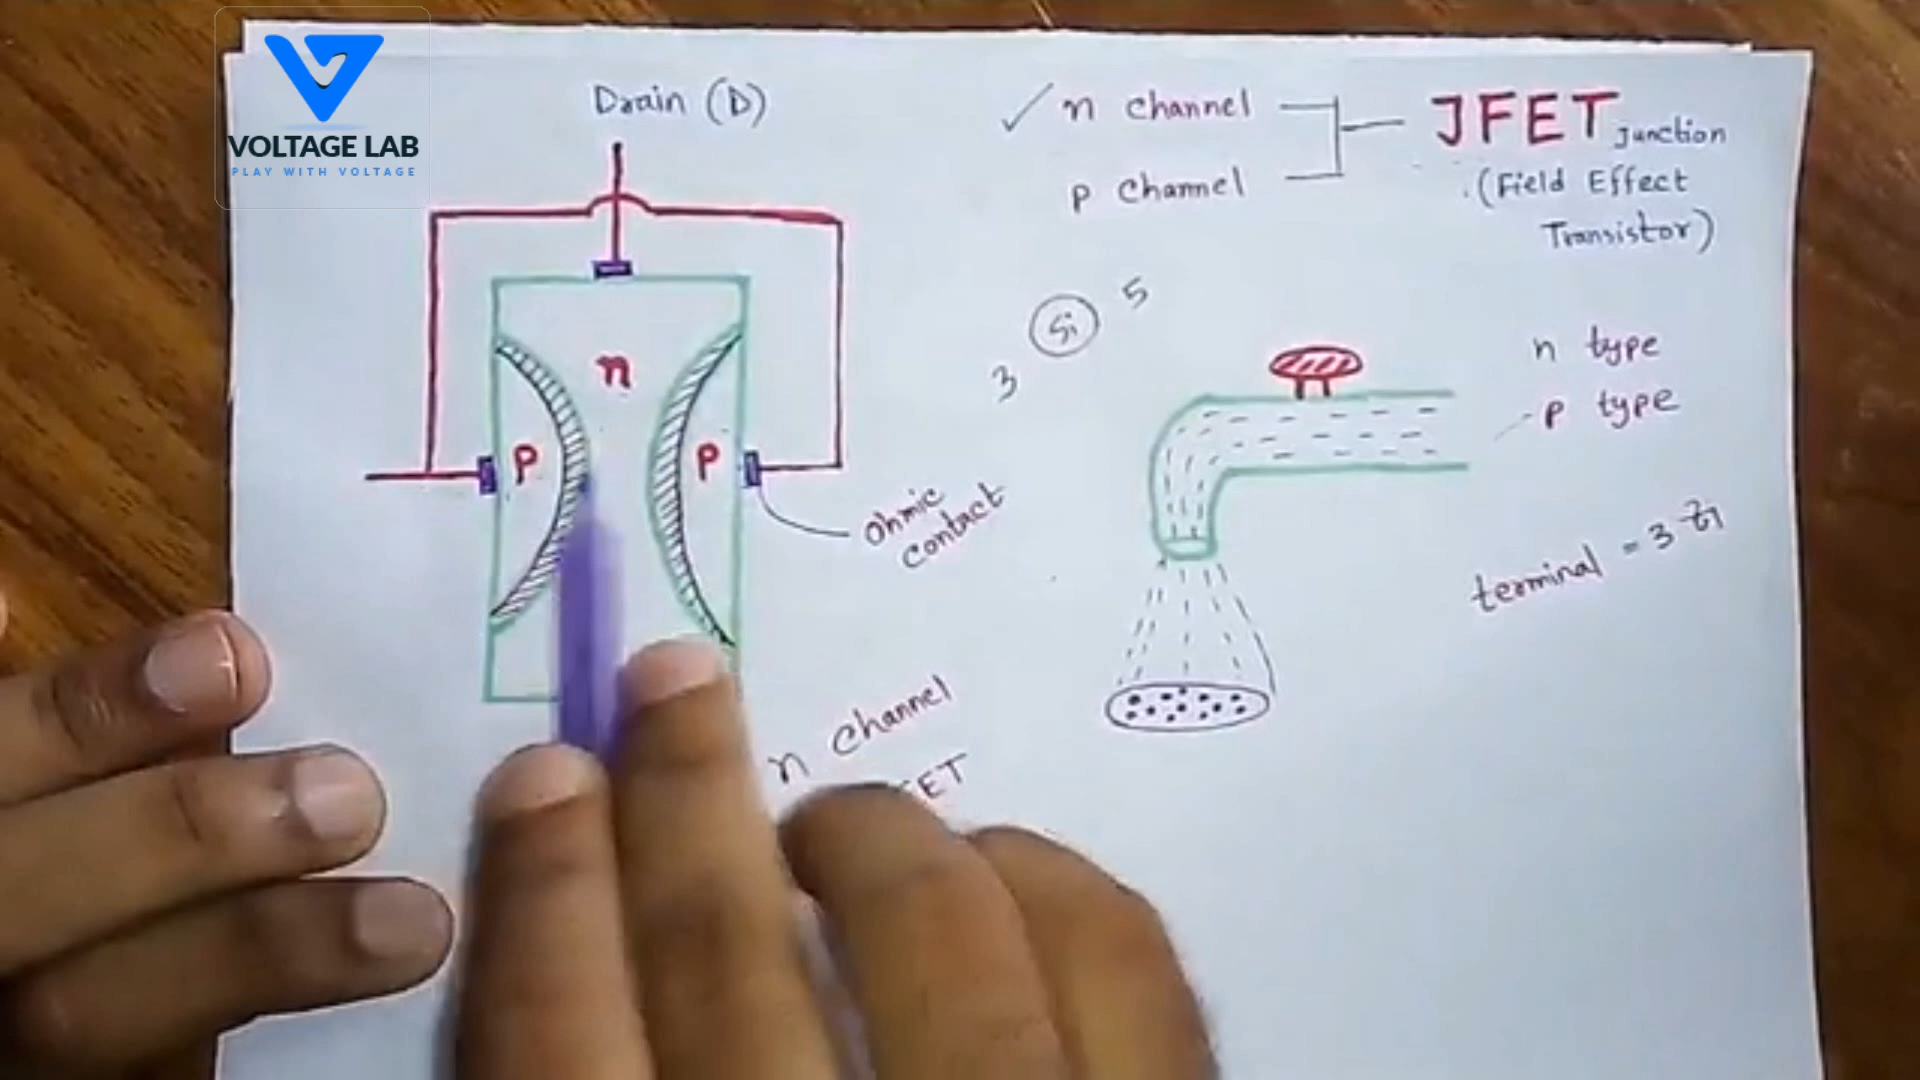 VOLTAGE LAB
PLAY WITH VOLTAGE
Drain (D)
n channel
p channel
JFET
Junction
(Field Effect
Transistor)
3
Si
5
n type
p type
n
p
p
ohmic
contact
terminal = 3 টা
n channel